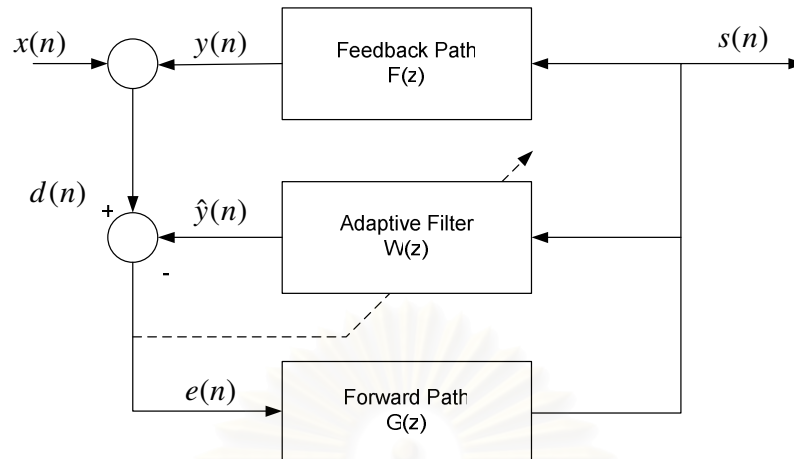 x(n)
y(n)
Feedback Path
F(z)
s(n)
d(n)
+
ŷ(n)
Adaptive Filter
W(z)
-
e(n)
Forward Path
G(z)